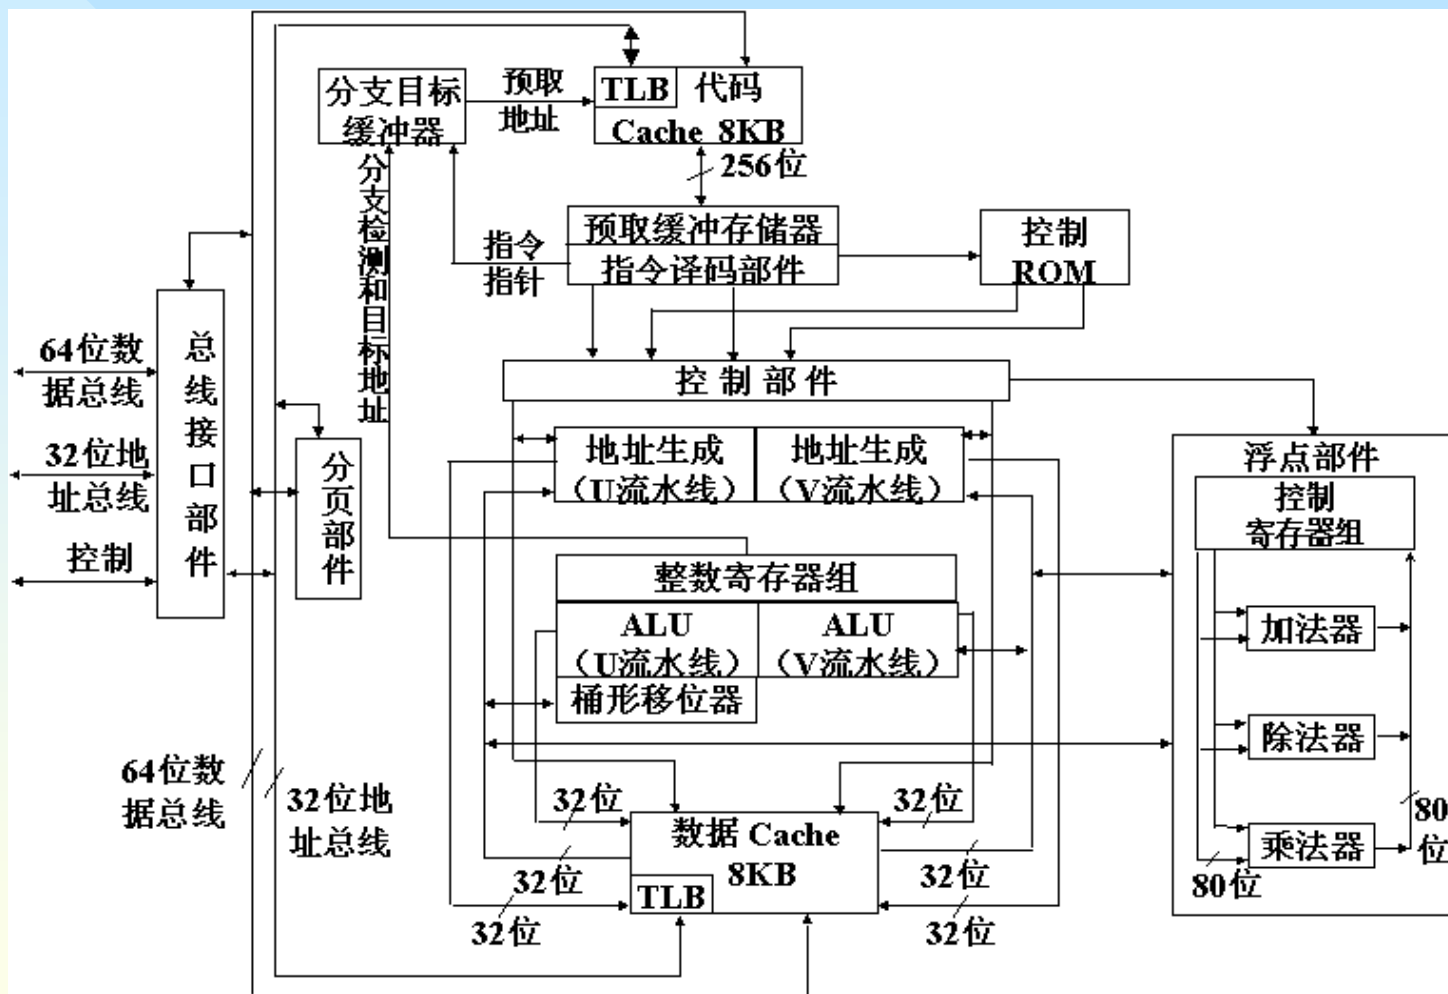 分支目标
缓冲器
预取
地址
TLB
代码
Cache 8KB
256位
分支检测和目标地址
指令
指针
预取缓冲存储器
指令译码部件
控制
ROM
控制部件
64位数
据总线
32位地
址总线
控制
总线接口部件
分页部件
地址生成
（U流水线）
地址生成
（V流水线）
整数寄存器组
ALU
（U流水线）
ALU
（V流水线）
桶形移位器
浮点部件
控制
寄存器组
加法器
除法器
乘法器
80位
80
位
64位数
据总线
32位地
址总线
32位
32位
32位
数据 Cache
8KB
TLB
32位
32位
32位